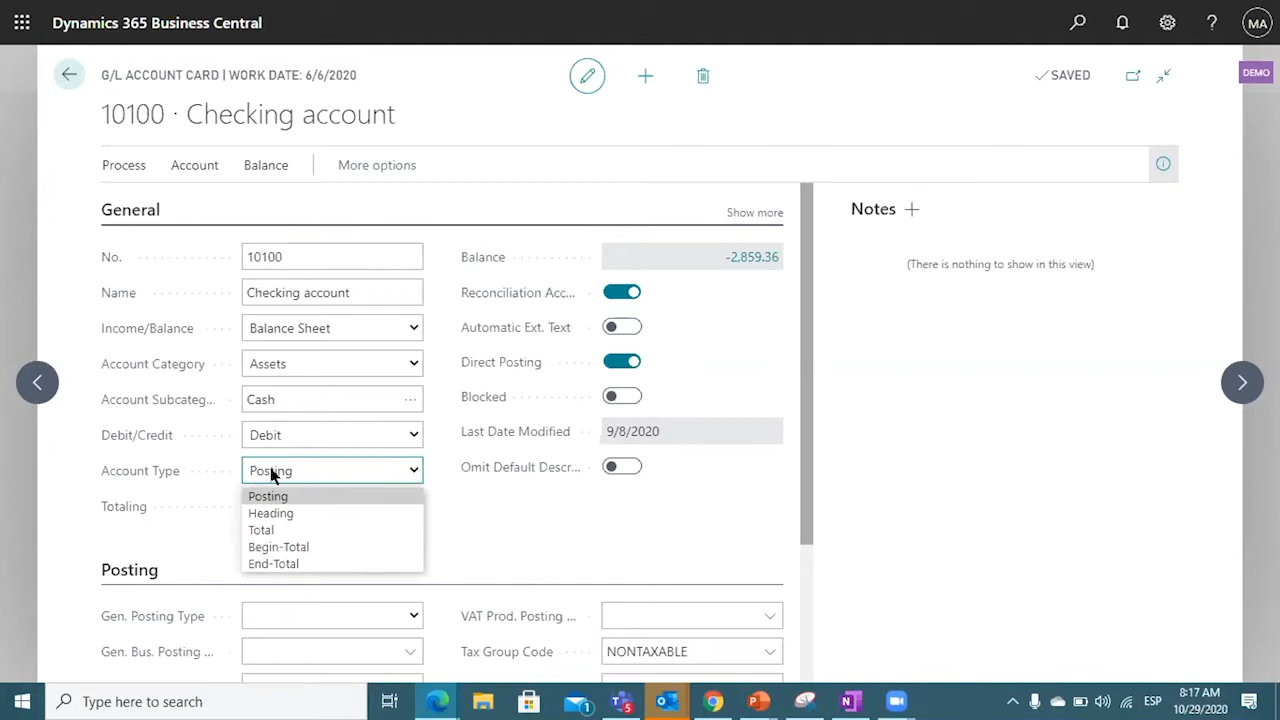 Dynamics 365 Business Central
MA
G/L ACCOUNT CARD | WORK DATE: 6/6/2020
SAVED
DEMO
10100 · Checking account
Process
Account
Balance
More options
General
Show more
No.
10100
Name
Checking account
Income/Balance
Balance Sheet
Account Category
Assets
Account Subcateg...
Cash
Debit/Credit
Debit
Account Type
Posting
Posting
Heading
Total
Begin-Total
End-Total
Totaling
Balance
-2,859.36
Reconciliation Acc...
Automatic Ext. Text
Direct Posting
Blocked
Last Date Modified
9/8/2020
Omit Default Descr...
Notes
(There is nothing to show in this view)
Posting
Gen. Posting Type
Gen. Bus. Posting ...
VAT Prod. Posting ...
Tax Group Code
NONTAXABLE
Type here to search
1
5
ESP
8:17 AM
10/29/2020